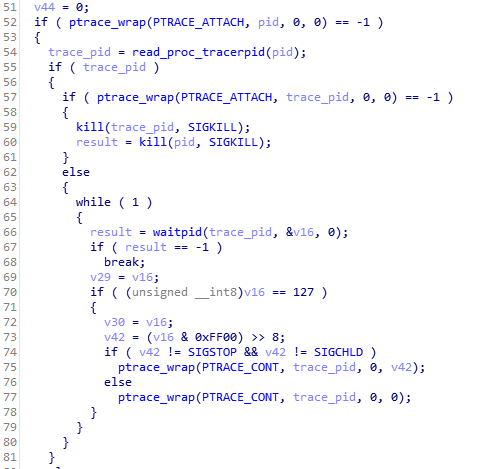 51 v44 = 0;
52 if ( ptrace_wrap(PTRACE_ATTACH, pid, 0, 0) == -1 )
53 {
54 trace_pid = read_proc_tracerpid(pid);
55 if ( trace_pid )
56 {
57 if ( ptrace_wrap(PTRACE_ATTACH, trace_pid, 0, 0) == -1 )
58 {
59 kill(trace_pid, SIGKILL);
60 result = kill(pid, SIGKILL);
61 }
62 else
63 {
64 while ( 1 )
65 {
66 result = waitpid(trace_pid, &v16, 0);
67 if ( result == -1 )
68 break;
69 v29 = v16;
70 if ( (unsigned __int8)v16 == 127 )
71 {
72 v30 = v16;
73 v42 = (v16 & 0xFF00) >> 8;
74 if ( v42 != SIGSTOP && v42 != SIGCHLD )
75 ptrace_wrap(PTRACE_CONT, trace_pid, 0, v42);
76 else
77 ptrace_wrap(PTRACE_CONT, trace_pid, 0, 0);
78 }
79 }
80 }
81 }